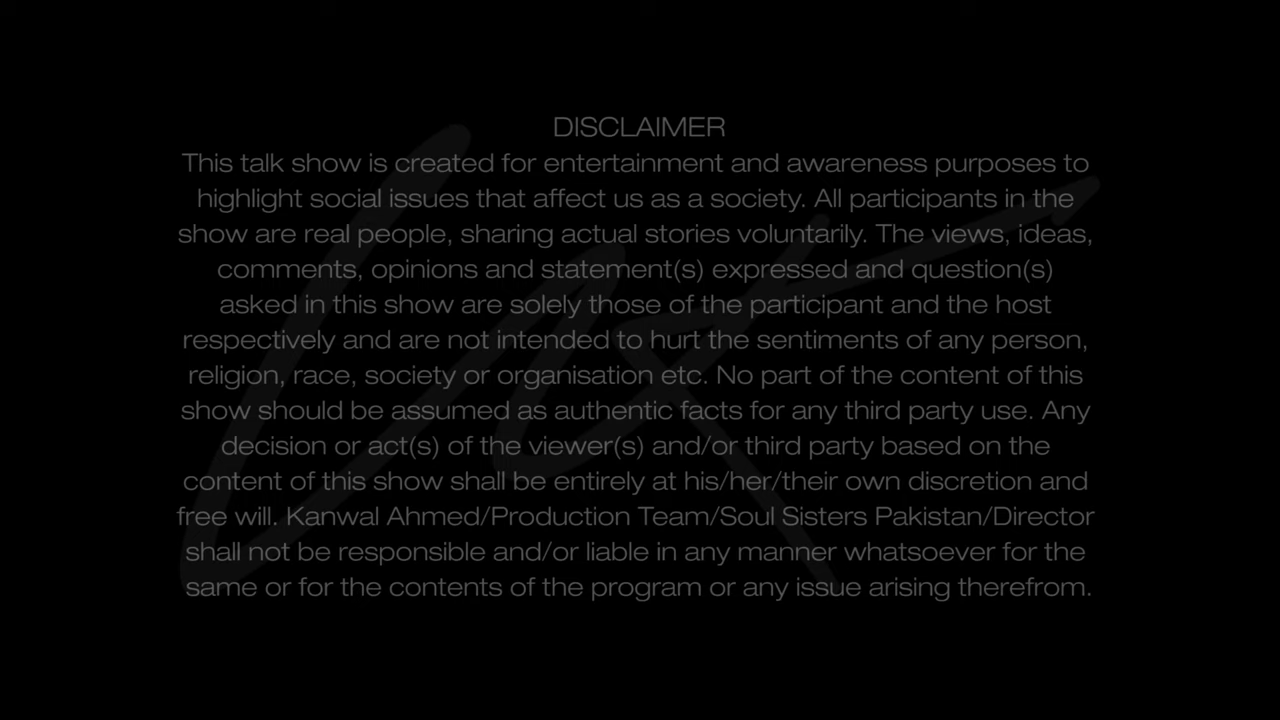 DISCLAIMER
This talk show is created for entertainment and awareness purposes to
highlight social issues that affect us as a society. All participants in the
show are real people, sharing actual stories voluntarily. The views, ideas,
comments, opinions and statement(s) expressed and question(s)
asked in this show are solely those of the participant and the host
respectively and are not intended to hurt the sentiments of any person,
religion, race, society or organisation etc. No part of the content of this
show should be assumed as authentic facts for any third party use. Any
decision or act(s) of the viewer(s) and/or third party based on the
content of this show shall be entirely at his/her/their own discretion and
free will. Kanwal Ahmed/Production Team/Soul Sisters Pakistan/Director
shall not be responsible and/or liable in any manner whatsoever for the
same or for the contents of the program or any issue arising therefrom.